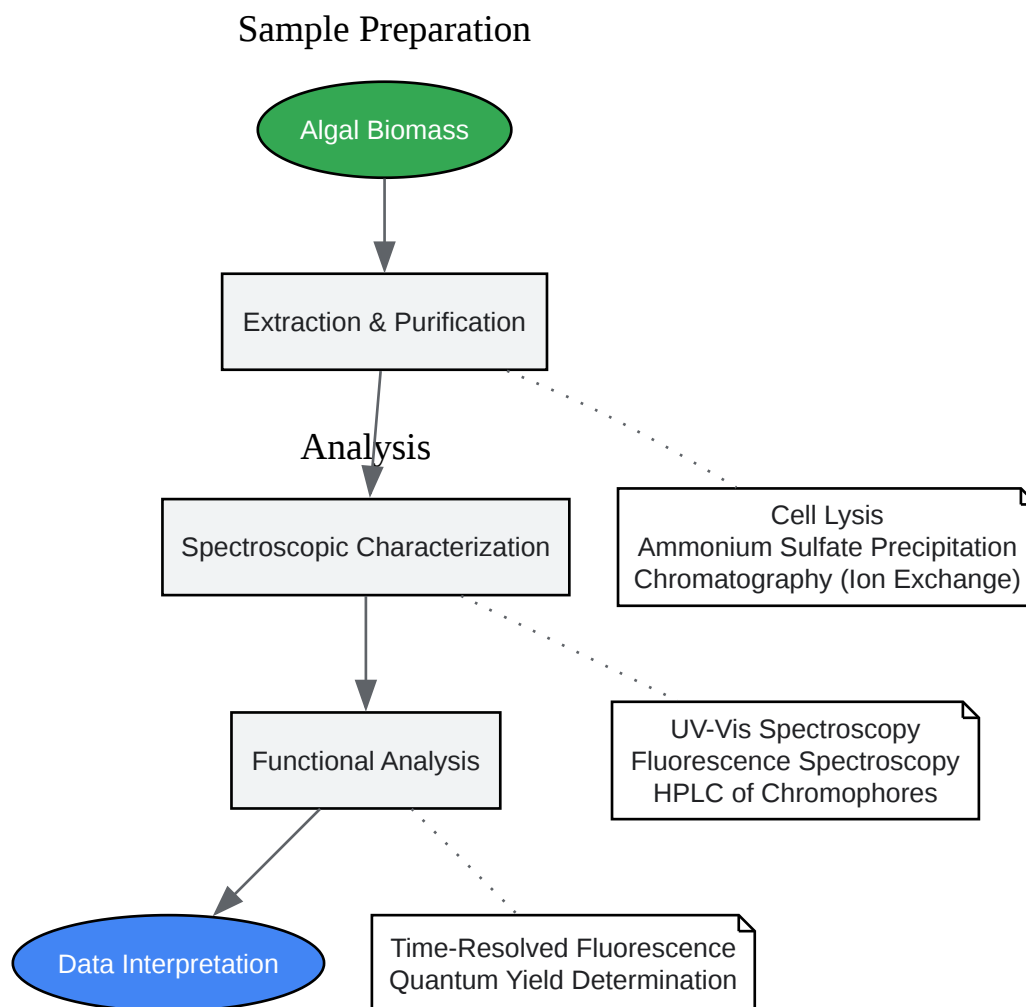 Sample Preparation
Algal Biomass
Extraction & Purification
Analysis
Cell Lysis
Ammonium Sulfate Precipitation
Chromatography (Ion Exchange)
Spectroscopic Characterization
UV-Vis Spectroscopy
Fluorescence Spectroscopy
HPLC of Chromophores
Functional Analysis
Time-Resolved Fluorescence
Quantum Yield Determination
Data Interpretation